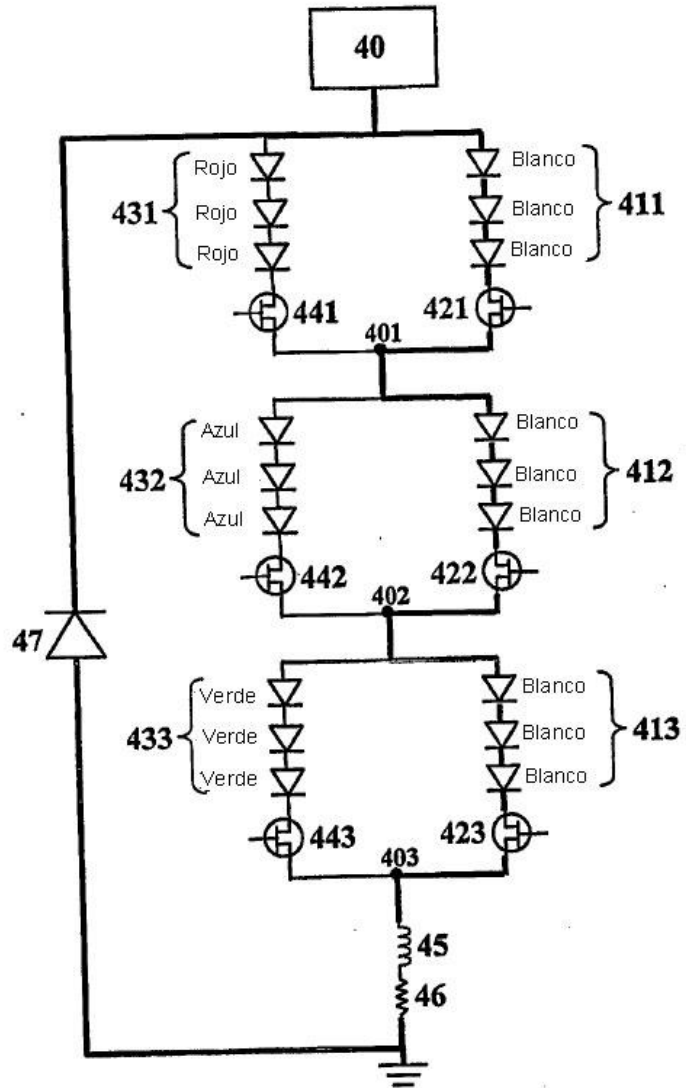 40
Rojo
Blanco
431
Rojo
Blanco
411
Rojo
Blanco
441
421
401
Azul
Blanco
432
Azul
Blanco
412
Azul
Blanco
442
422
402
47
Verde
Blanco
433
Verde
Blanco
413
Verde
Blanco
443
423
403
45
46